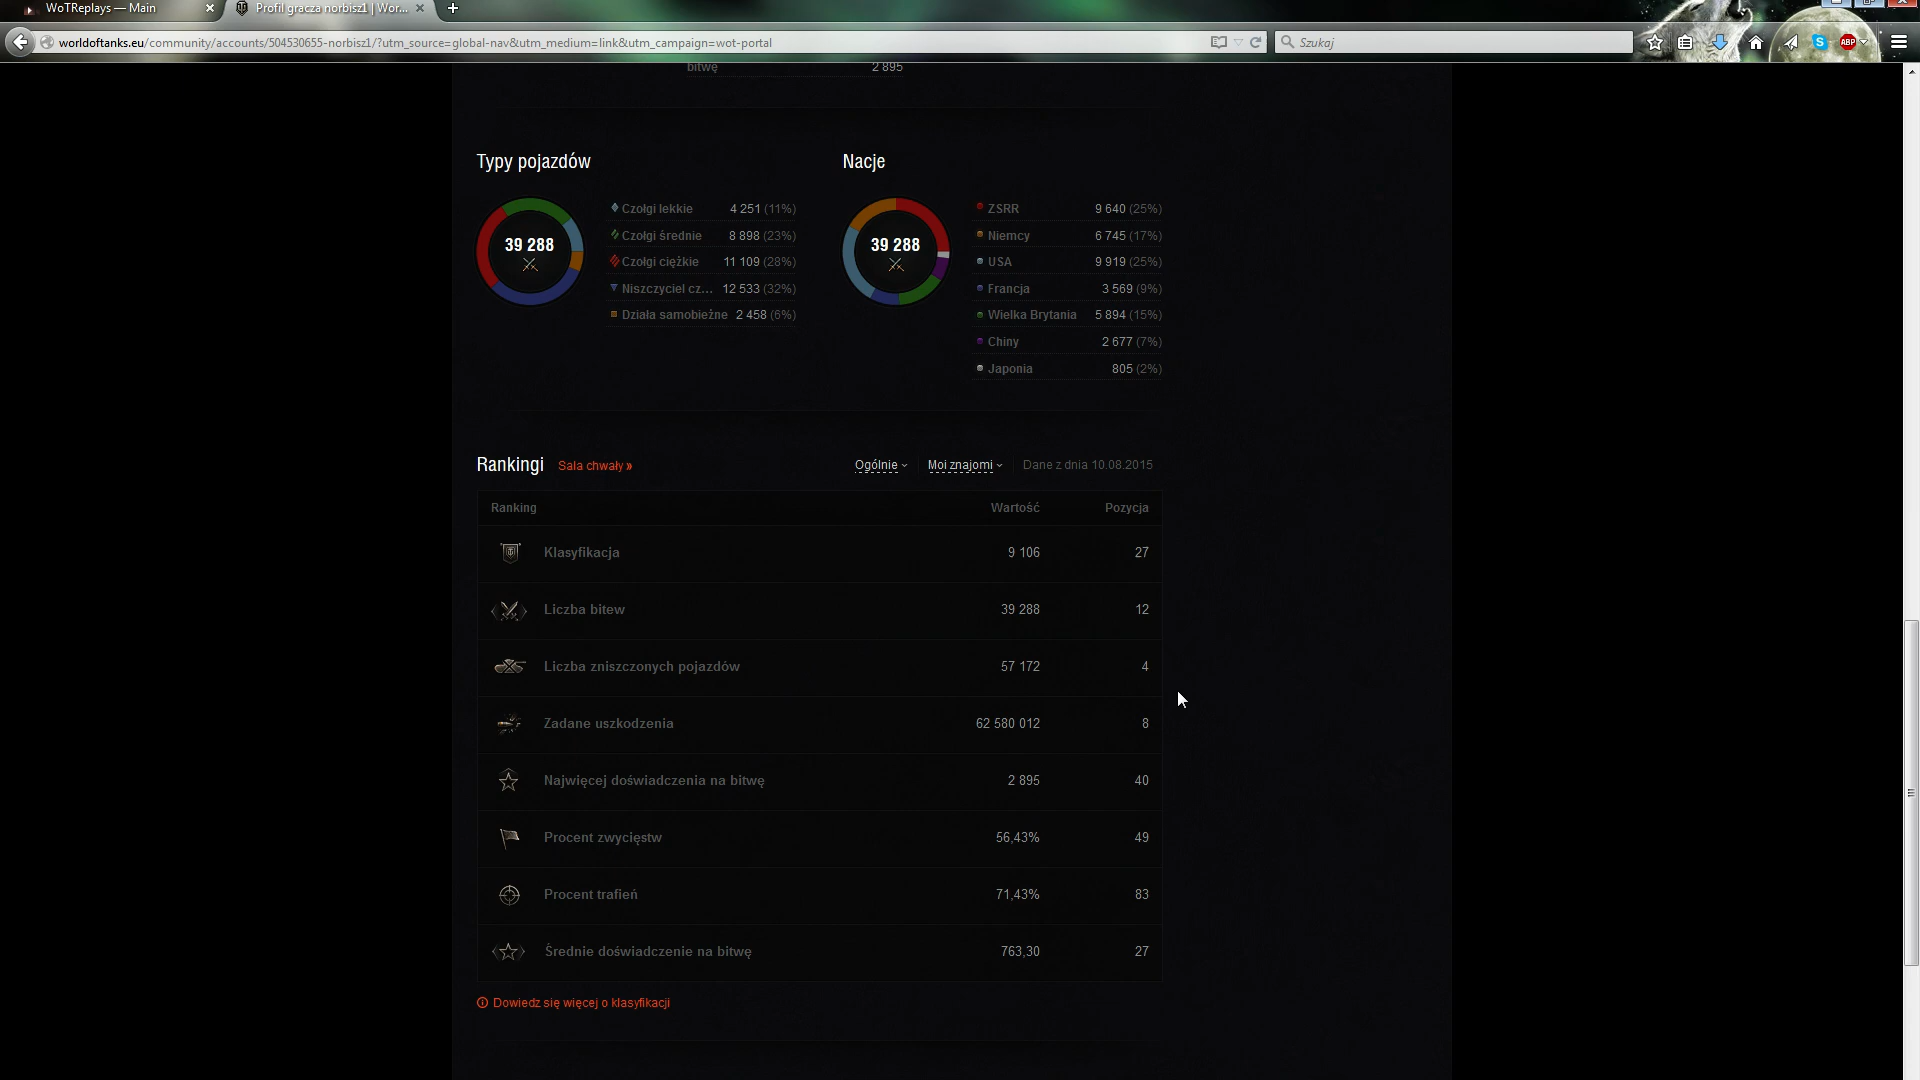 WoTReplays — Main
Profil gracza norbisz1 | Wor...
worldoftanks.eu/community/accounts/504530655-norbisz1/?utm_source=global-nav&utm_medium=link&utm_campaign=wot-portal
Szukaj
ABP
bitwę 2 895
Typy pojazdów
39 288
Czołgi lekkie 4 251 (11%)
Czołgi średnie 8 898 (23%)
Czołgi ciężkie 11 109 (28%)
Niszczyciel cz... 12 533 (32%)
Działa samobieżne 2 458 (6%)
Nacje
39 288
ZSRR 9 640 (25%)
Niemcy 6 745 (17%)
USA 9 919 (25%)
Francja 3 569 (9%)
Wielka Brytania 5 894 (15%)
Chiny 2 677 (7%)
Japonia 805 (2%)
Rankingi Sala chwały » Ogólnie Moi znajomi Dane z dnia 10.08.2015
Ranking Wartość Pozycja
Klasyfikacja 9 106 27
Liczba bitew 39 288 12
Liczba zniszczonych pojazdów 57 172 4
Zadane uszkodzenia 62 580 012 8
Najwięcej doświadczenia na bitwę 2 895 40
Procent zwycięstw 56,43% 49
Procent trafień 71,43% 83
Średnie doświadczenie na bitwę 763,30 27
Dowiedz się więcej o klasyfikacji